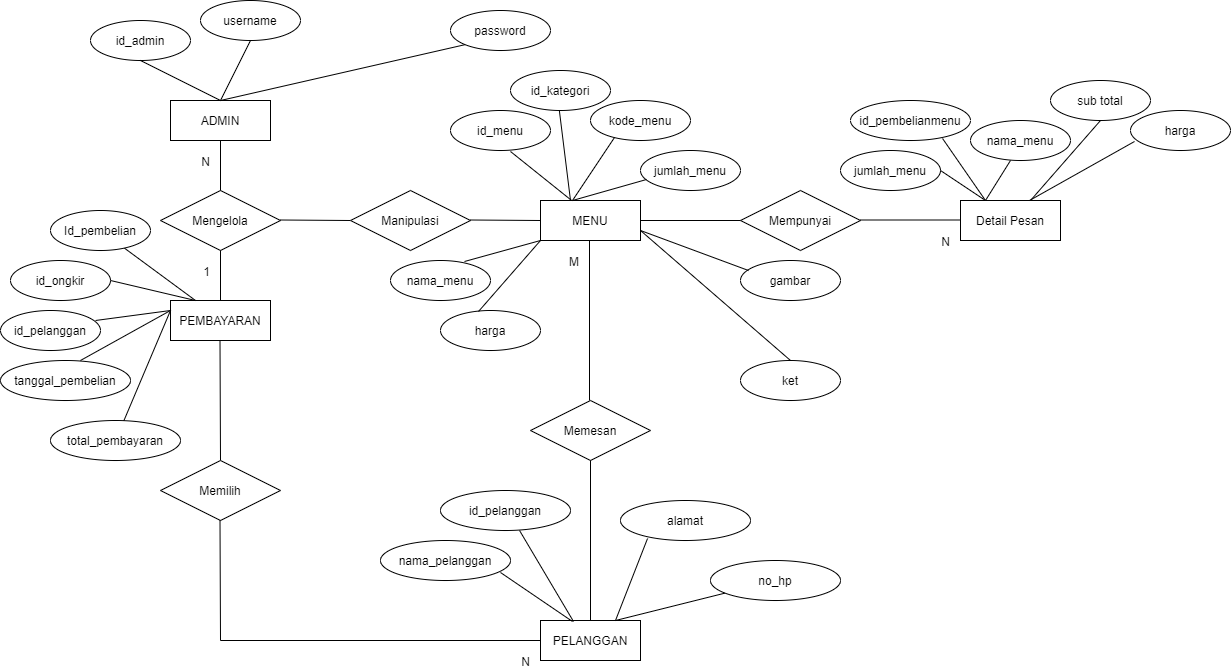 username
id_admin
password
ADMIN
id_kategori
sub total
id_pembelianmenu
kode_menu
id_menu
nama_menu
harga
N
jumlah_menu
jumlah_menu
Mengelola
Manipulasi
MENU
Mempunyai
Detail Pesan
Id_pembelian
N
M
1
id_ongkir
nama_menu
gambar
PEMBAYARAN
id_pelanggan
harga
tanggal_pembelian
ket
Memesan
total_pembayaran
Memilih
id_pelanggan
alamat
nama_pelanggan
no_hp
PELANGGAN
N